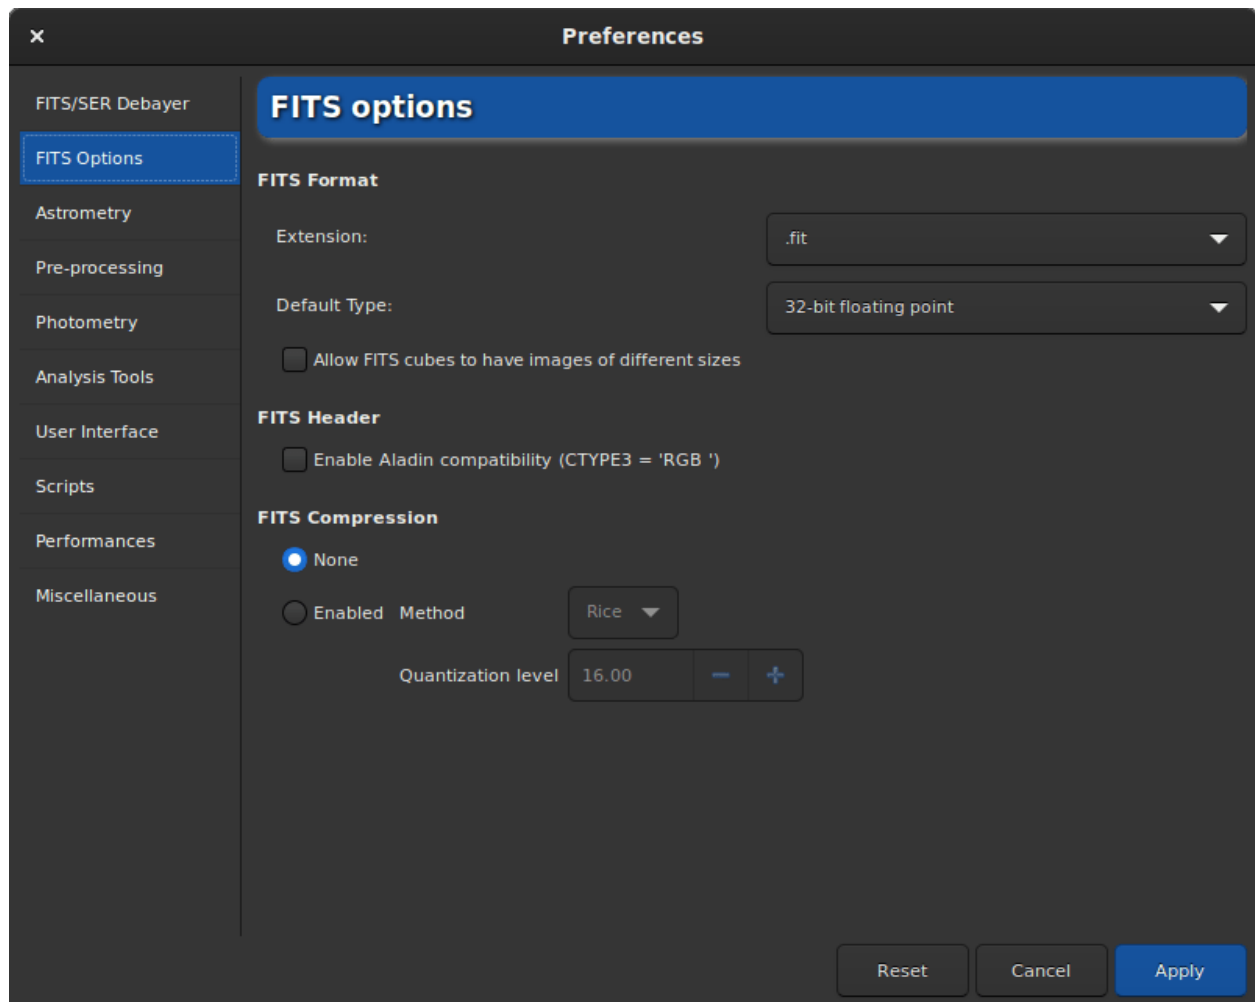 Preferences
FITS/SER Debayer
FITS Options
Astrometry
Pre-processing
Photometry
Analysis Tools
User Interface
Scripts
Performances
Miscellaneous
FITS options
FITS Format
Extension: .fit
Default Type: 32-bit floating point
Allow FITS cubes to have images of different sizes
FITS Header
Enable Aladin compatibility (CTYPE3 = 'RGB ')
FITS Compression
None
Enabled Method Rice
Quantization level 16.00
Reset Cancel Apply